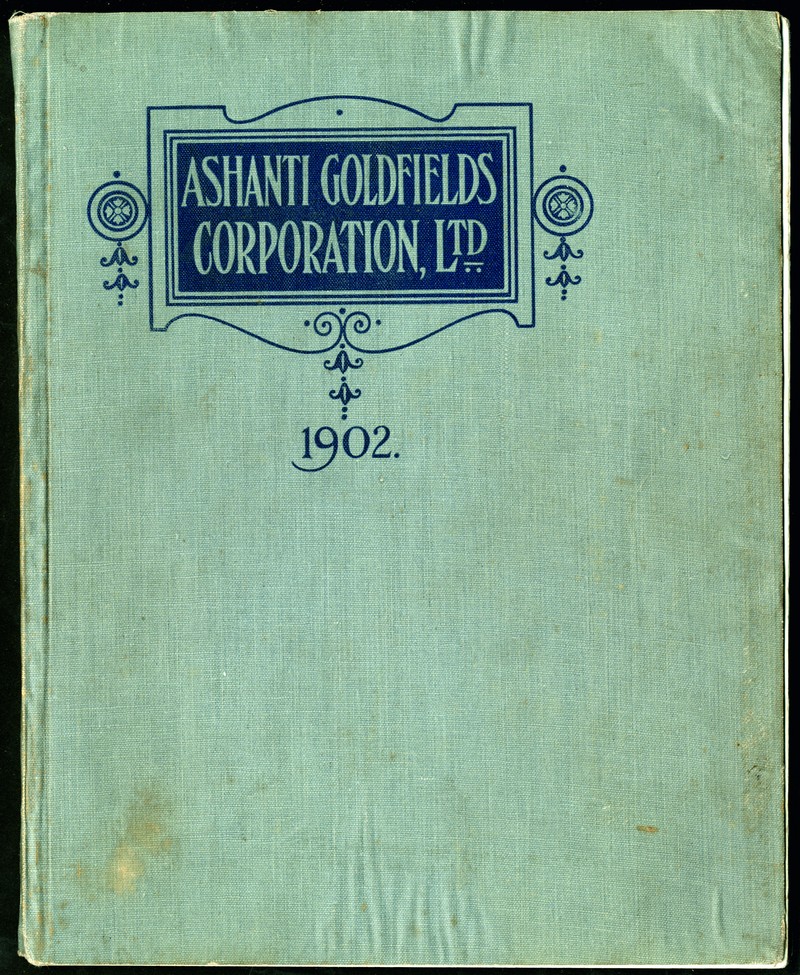 ASHANTI GOLDFIELDS
CORPORATION, LTD
1902.